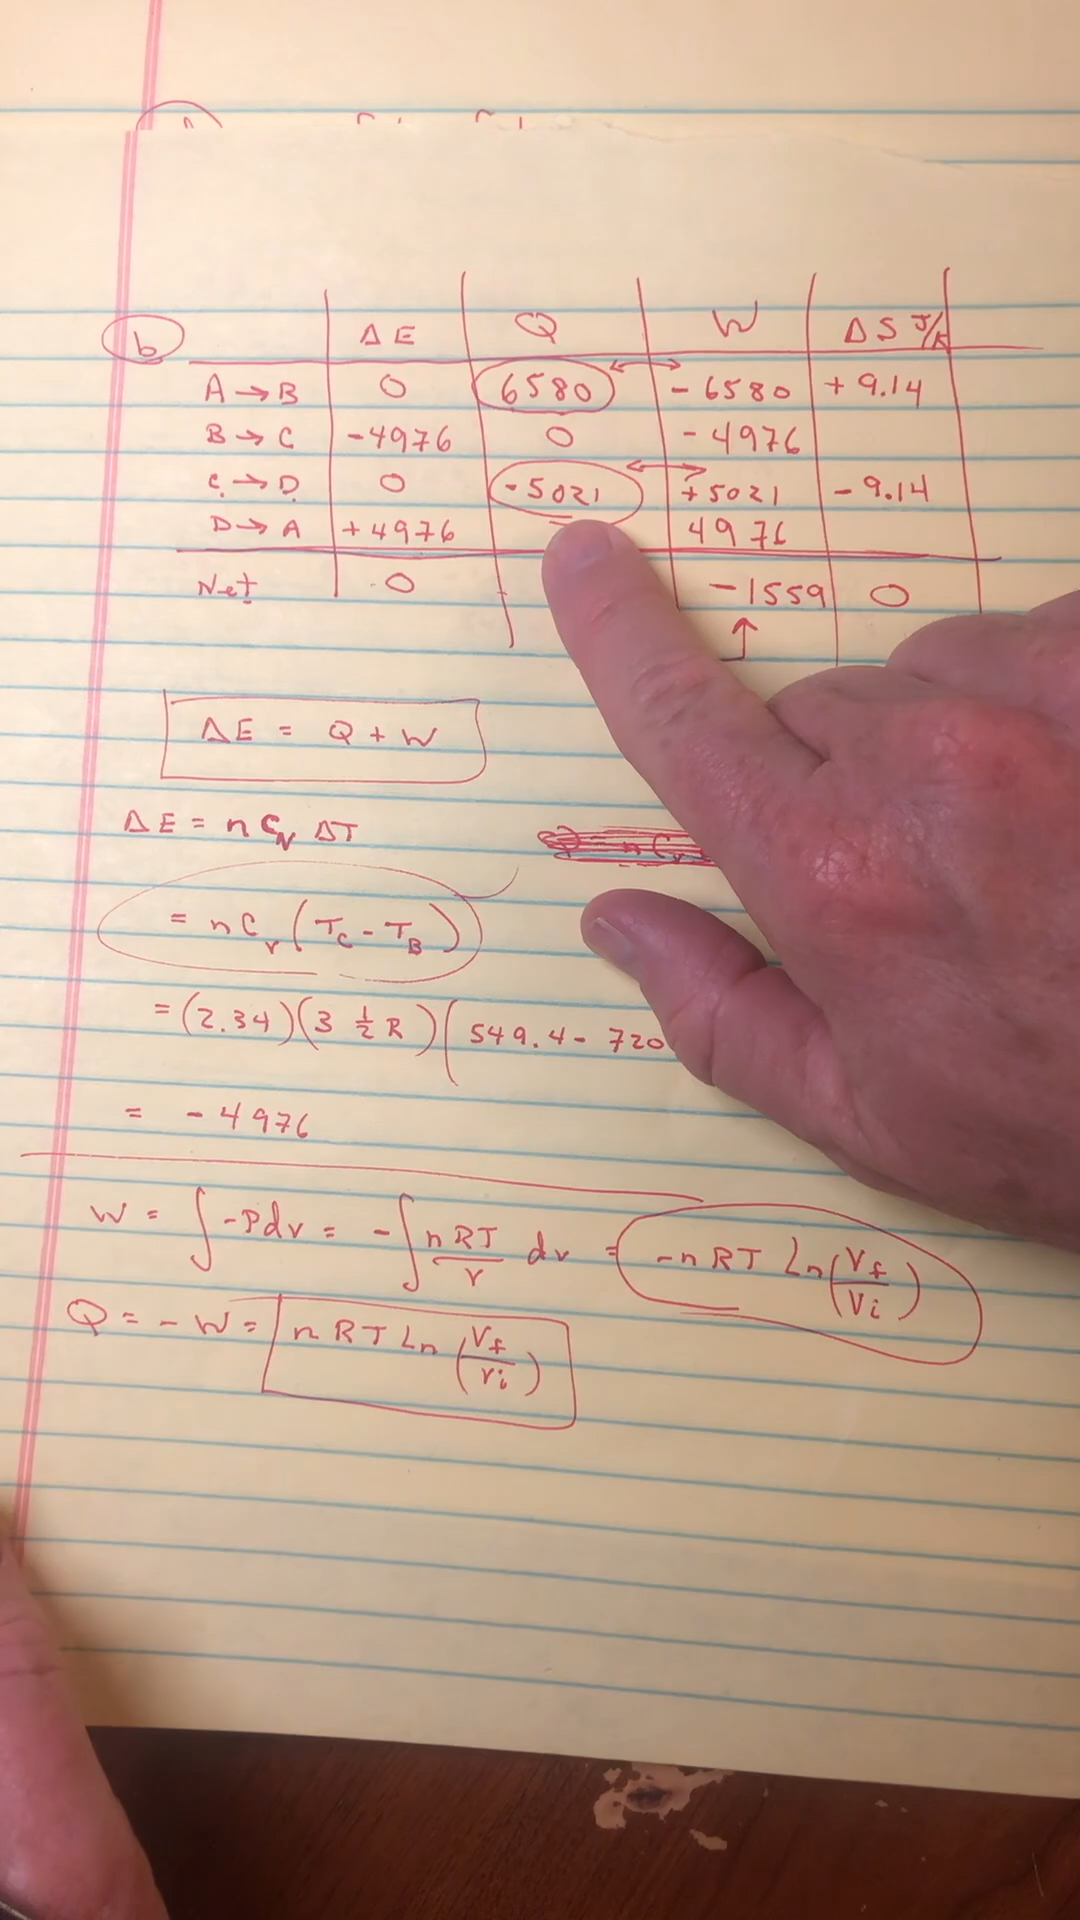 b ΔE Q W ΔS J/K
A → B 0 6580 - 6580 + 9.14
B → C -4976 0 - 4976
C → D 0 -5021 +5021 - 9.14
D → A +4976 4976
Net 0 -1559 0
ΔE = Q + W
ΔE = n Cv ΔT
= n Cv (TC - TB)
= (2.34)(3 ½ R)(549.4 - 720
= - 4976
W = ∫ -Pdv = - ∫ nRT/v dv = -nRT Ln (Vf/Vi)
Q = - W = nRT Ln (Vf/Vi)